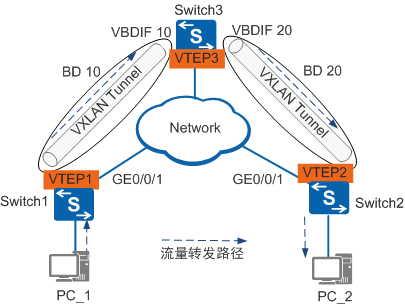 Switch3
VBDIF 10
VBDIF 20
S
VTEP3
BD 10
BD 20
VXLAN Tunnel
VXLAN Tunnel
Network
VTEP1
GE0/0/1
GE0/0/1
VTEP2
Switch1
S
S
Switch2
流量转发路径
PC_1
PC_2